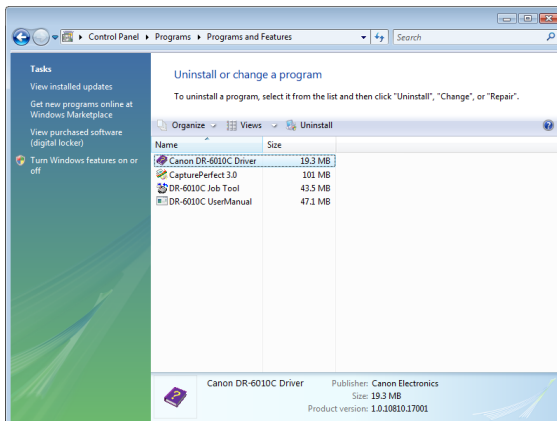 Control Panel ▸ Programs ▸ Programs and Features
Search
Tasks
View installed updates
Get new programs online at
Windows Marketplace
View purchased software
(digital locker)
Turn Windows features on or
off
Uninstall or change a program
To uninstall a program, select it from the list and then click "Uninstall", "Change", or "Repair".
Organize Views Uninstall
Name Size
Canon DR-6010C Driver 19.3 MB
CapturePerfect 3.0 101 MB
DR-6010C Job Tool 43.5 MB
DR-6010C UserManual 47.1 MB
Canon DR-6010C Driver Publisher: Canon Electronics
Size: 19.3 MB
Product version: 1.0.10810.17001